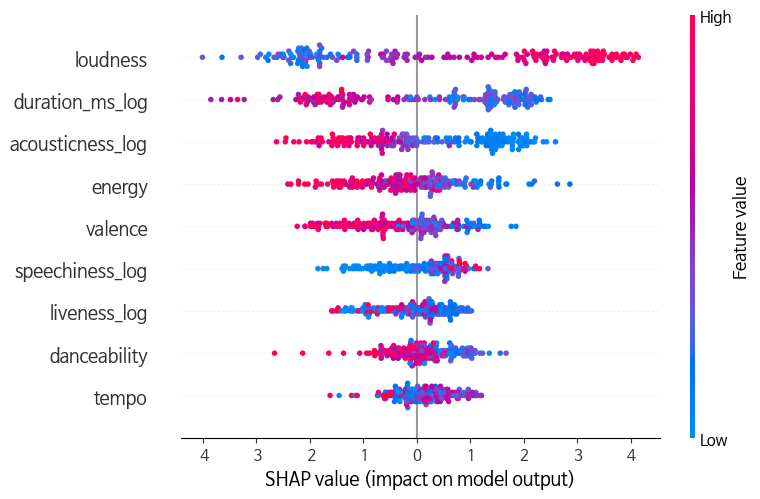 High
loudness
duration_ms_log
acousticness_log
energy
valence
speechiness_log
liveness_log
danceability
tempo
Feature value
Low
4 3 2 1 0 1 2 3 4
SHAP value (impact on model output)